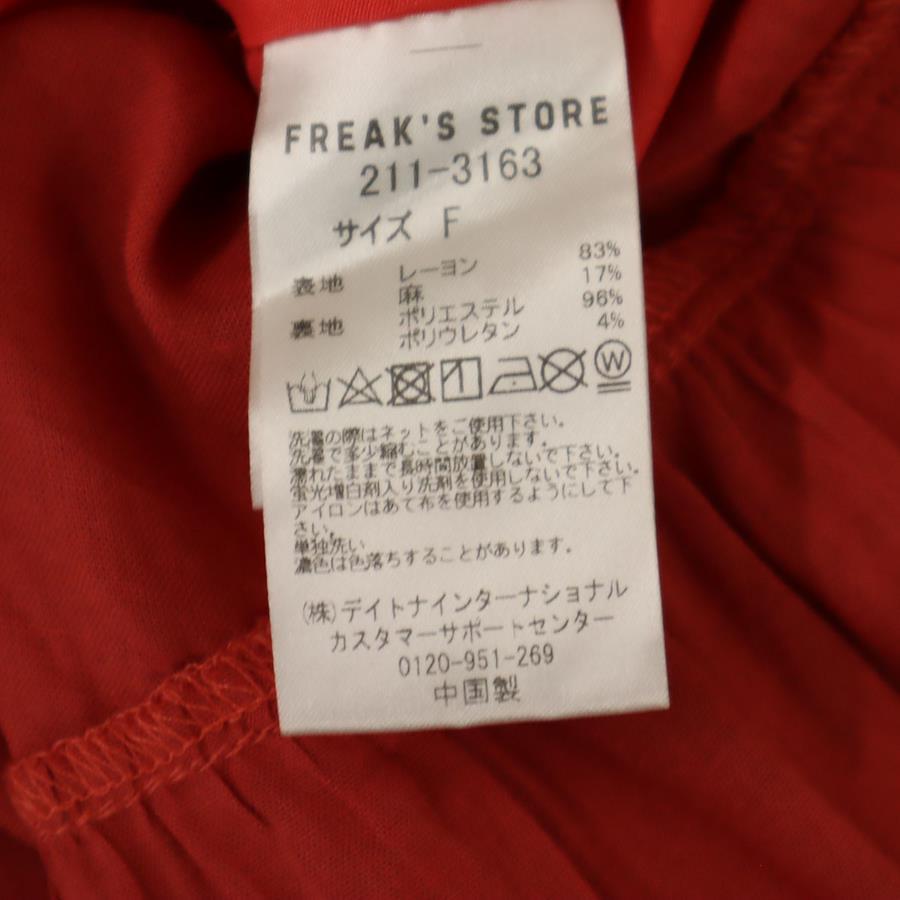 FREAK'S STORE
211-3163
サイズ F
表地 レーヨン 83%
麻 17%
裏地 ポリエステル 96%
ポリウレタン 4%
W
洗濯の際はネットをご使用下さい。
洗濯で多少縮むことがあります。
濡れたままで長時間放置しないで下さい。
蛍光増白剤入り洗剤を使用しないで下さい。
アイロンはあて布を使用するようにして下
さい。
単独洗い
濃色は色落ちすることがあります。
(株)デイトナインターナショナル
カスタマーサポートセンター
0120-951-269
中国製